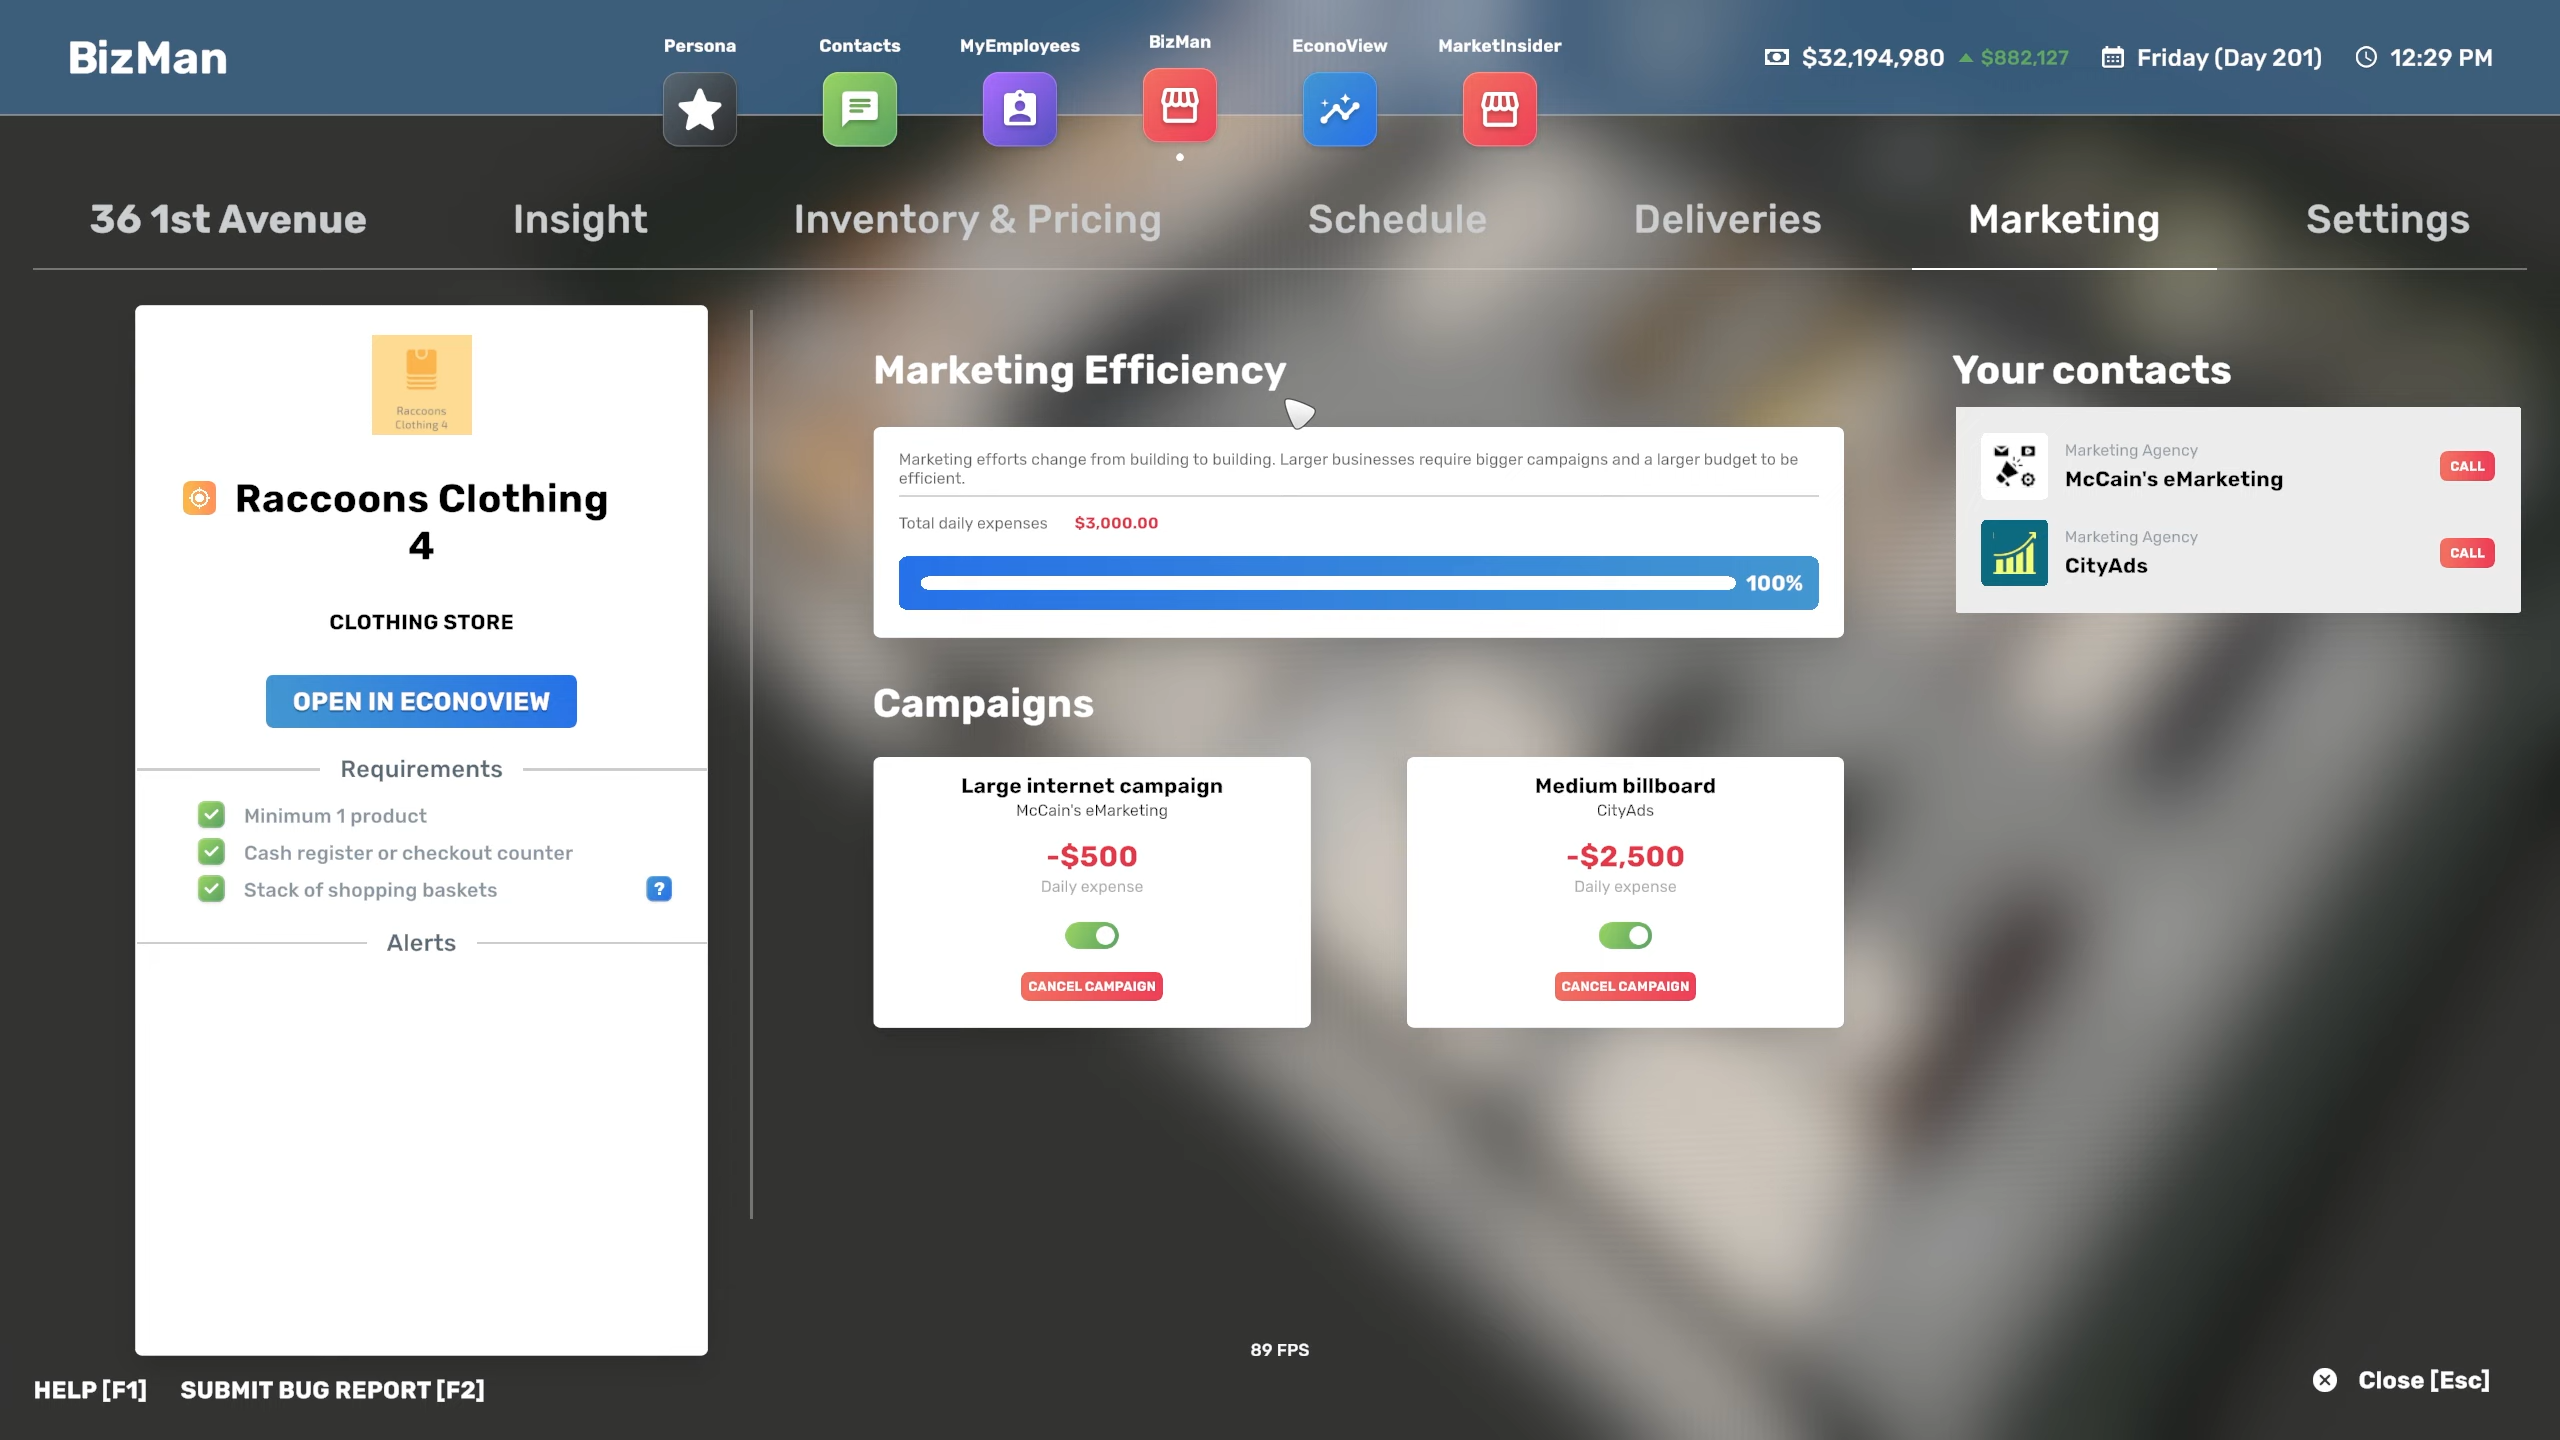 BizMan
Persona
Contacts
MyEmployees
BizMan
EconoView
MarketInsider
$32,194,980
$882,127
Friday (Day 201)
12:29 PM
36 1st Avenue
Insight
Inventory & Pricing
Schedule
Deliveries
Marketing
Settings
Raccoons
Clothing 4
Raccoons Clothing
4
CLOTHING STORE
OPEN IN ECONOVIEW
Requirements
Minimum 1 product
Cash register or checkout counter
Stack of shopping baskets
?
Alerts
Marketing Efficiency
Marketing efforts change from building to building. Larger businesses require bigger campaigns and a larger budget to be
efficient.
Total daily expenses $3,000.00
100%
Campaigns
Large internet campaign
McCain's eMarketing
-$500
Daily expense
CANCEL CAMPAIGN
Medium billboard
CityAds
-$2,500
Daily expense
CANCEL CAMPAIGN
Your contacts
Marketing Agency
McCain's eMarketing
CALL
Marketing Agency
CityAds
CALL
89 FPS
HELP [F1]
SUBMIT BUG REPORT [F2]
Close [Esc]